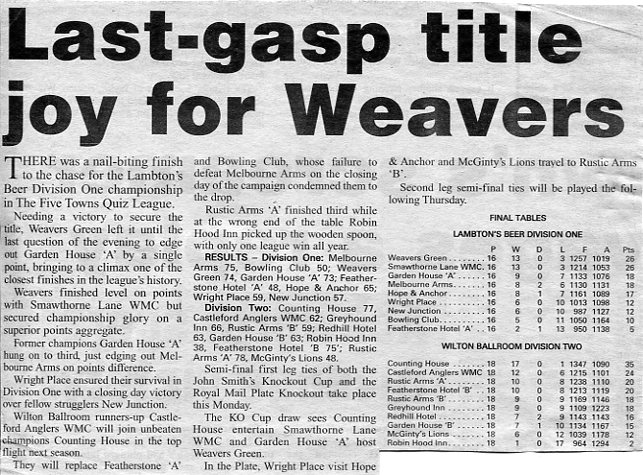 Last-gasp title
joy for Weavers
THERE was a nail-biting finish
to the chase for the Lambton's
Beer Division One championship
in The Five Towns Quiz League.
Needing a victory to secure the
title, Weavers Green left it until the
last question of the evening to edge
out Garden House ‘A’ by a single
point, bringing to a climax one of the
closest finishes in the league's history.
Weavers finished level on points
with Smawthorne Lane WMC but
secured championship glory on a
superior points aggregate.
Former champions Garden House ‘A’
hung on to third, just edging out Mel-
bourne Arms on points difference.
Wright Place ensured their survival in
Division One with a closing day victory
over fellow strugglers New Junction.
Wilton Ballroom runners-up Castle-
ford Anglers WMC will join unbeaten
champions Counting House in the top
flight next season.
They will replace Featherstone ‘A’
and Bowling Club, whose failure to
defeat Melbourne Arms on the closing
day of the campaign condemned them to
the drop.
Rustic Arms ‘A’ finished third while
at the wrong end of the table Robin
Hood Inn picked up the wooden spoon,
with only one league win all year.
RESULTS – Division One: Melbourne
Arms 75, Bowling Club 50; Weavers
Green 74, Garden House ‘A’ 73; Feather-
stone Hotel ‘A’ 48, Hope & Anchor 65;
Wright Place 59, New Junction 57.
Division Two: Counting House 77,
Castleford Anglers WMC 62; Greyhound
Inn 66, Rustic Arms ‘B’ 59; Redhill Hotel
63, Garden House ‘B’ 63; Robin Hood Inn
38, Featherstone Hotel ‘B’ 75'; Rustic
Arms ‘A’ 78, McGinty's Lions 48.
Semi-final first leg ties of both the
John Smith's Knockout Cup and the
Royal Mail Plate Knockout take place
this Monday.
The KO Cup draw sees Counting
House entertain Smawthorne Lane
WMC and Garden House ‘A’ host
Weavers Green.
In the Plate, Wright Place visit Hope
& Anchor and McGinty's Lions travel to Rustic Arms
‘B’.
Second leg semi-final ties will be played the fol-
lowing Thursday.
FINAL TABLES
LAMBTON'S BEER DIVISION ONE
P W D L F A Pts
Weavers Green . . 16 13 0 3 1257 1019 26
Smawthorne Lane WMC. 16 13 0 3 1214 1053 26
Garden House ‘A’ . . . 16 9 0 7 1133 1076 18
Melbourne Arms . . . 16 8 2 6 1130 1131 18
Hope & Anchor . . . 16 8 1 7 1161 1089 17
Wright Place . . . 16 6 0 10 1013 1098 12
New Junction . . . 16 6 0 10 987 1127 12
Bowling Club . . . 16 5 0 11 1050 1164 10
Featherstone Hotel ‘A’ . . 16 2 1 13 950 1138 5
WILTON BALLROOM DIVISION TWO
Counting House . . . 18 17 0 1 1347 1090 35
Castleford Anglers WMC 18 12 0 6 1215 1101 24
Rustic Arms ‘A’ . . . 18 10 0 8 1238 1110 20
Featherstone Hotel ‘B’ . . 18 10 0 8 1213 1119 20
Rustic Arms ‘B’ . . . 18 9 0 9 1169 1146 18
Greyhound Inn . . . 18 9 0 9 1109 1223 18
Redhill Hotel . . . 18 7 2 9 1143 1143 16
Garden House ‘B’ . . . 18 7 1 10 1134 1167 15
McGinty's Lions . . . 18 6 0 12 1039 1178 12
Robin Hood Inn . . . 18 1 0 17 964 1294 2